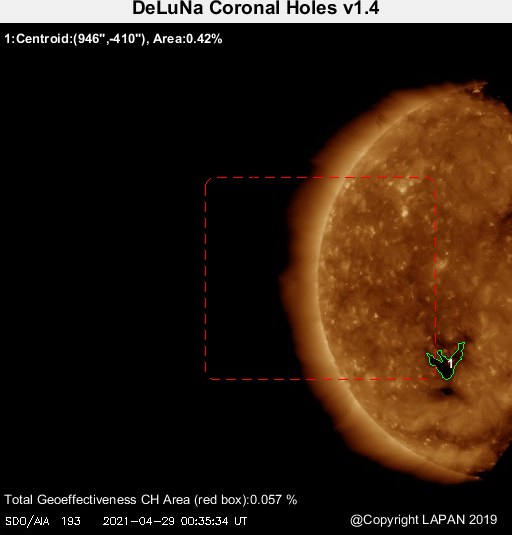 DeLuNa Coronal Holes v1.4
1:Centroid:(946",-410"), Area:0.42%
1
Total Geoeffectiveness CH Area (red box):0.057 %
SDO/AIA 193 2021-04-29 00:35:34 UT
@Copyright LAPAN 2019